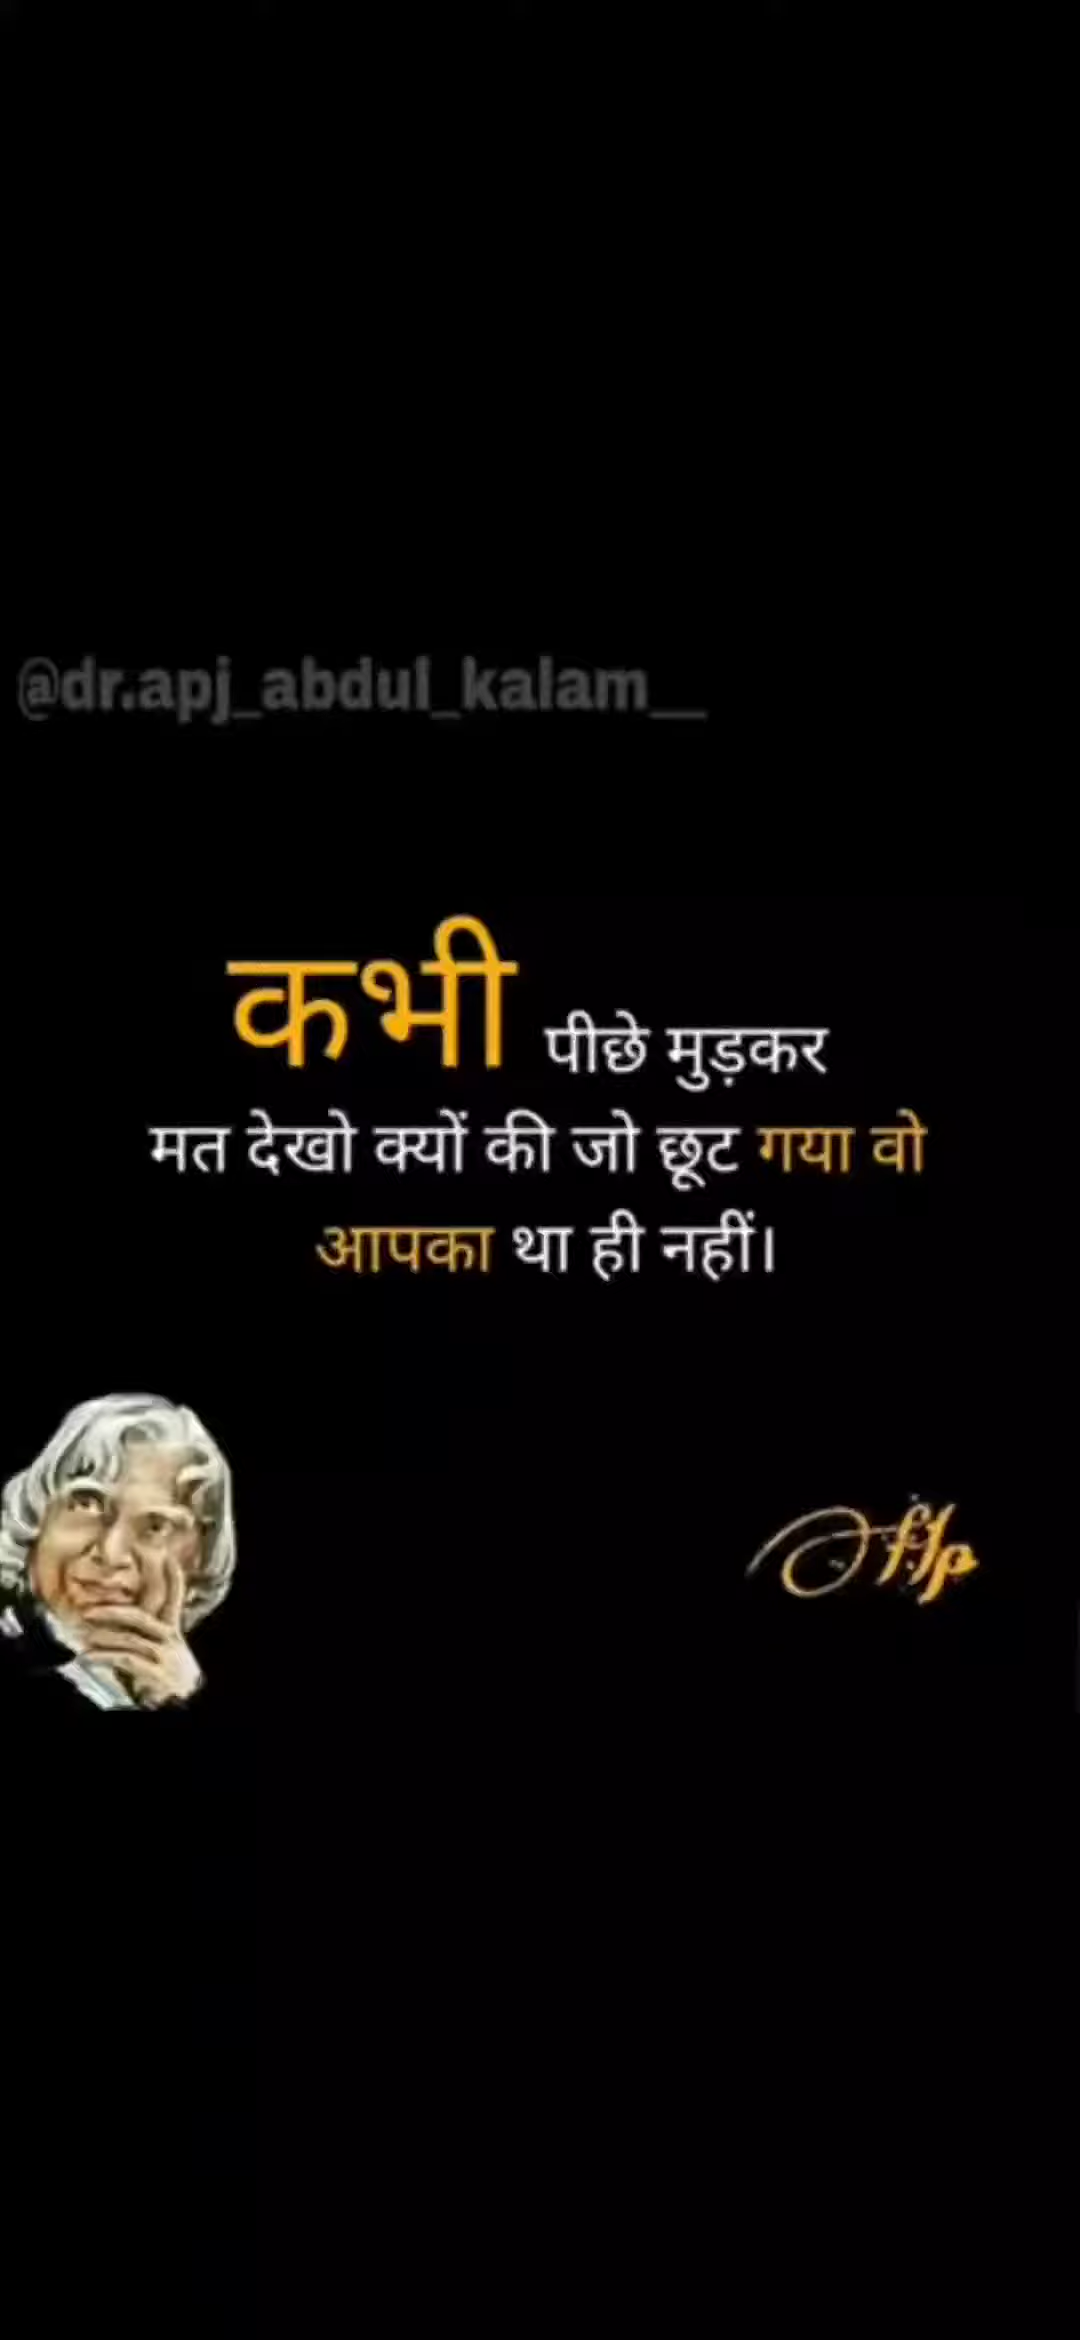 @dr.apj_abdul_kalam__
कभी पीछे मुड़कर
मत देखो क्यों की जो छूट गया वो
आपका था ही नहीं।